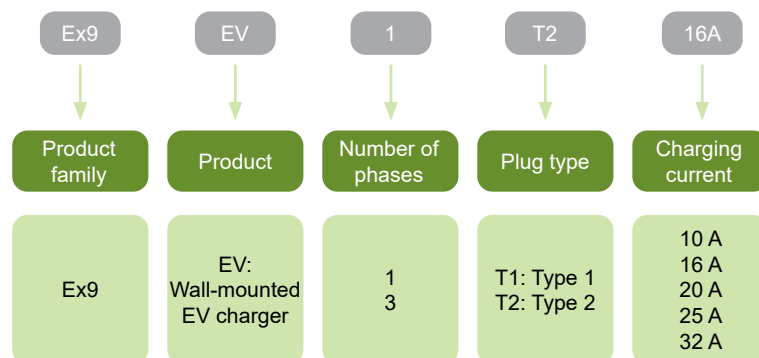 Ex9
EV
1
T2
16A
Product
family
Product
Number of
phases
Plug type
Charging
current
Ex9
EV:
Wall-mounted
EV charger
1
3
T1: Type 1
T2: Type 2
10 A
16 A
20 A
25 A
32 A